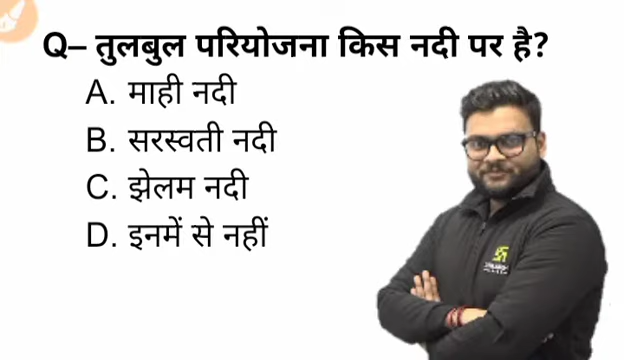 Q– तुलबुल परियोजना किस नदी पर है?
A. माही नदी
B. सरस्वती नदी
C. झेलम नदी
D. इनमें से नहीं